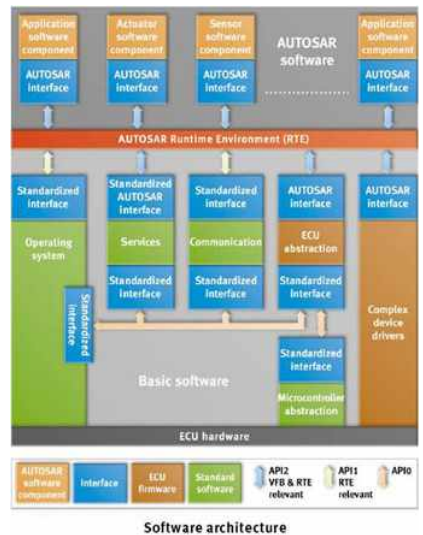 Application
software
component
AUTOSAR
interface
Actuator
software
component
AUTOSAR
interface
Sensor
software
component
AUTOSAR
interface
AUTOSAR
software
..............
Application
software
component
AUTOSAR
interface
AUTOSAR Runtime Environment (RTE)
Standardized
interface
Operating
system
Standardized
AUTOSAR
interface
Services
Standardized
interface
Standardized
interface
Communication
Standardized
interface
AUTOSAR
interface
ECU
abstraction
Standardized
interface
AUTOSAR
interface
Complex
device
drivers
Standardized
interface
Basic software
Standardized
interface
Microcontroller
abstraction
ECU hardware
AUTOSAR
software
component
Interface
ECU
firmware
Standard
software
API2
VFB & RTE
relevant
API1
RTE
relevant
API0
Software architecture